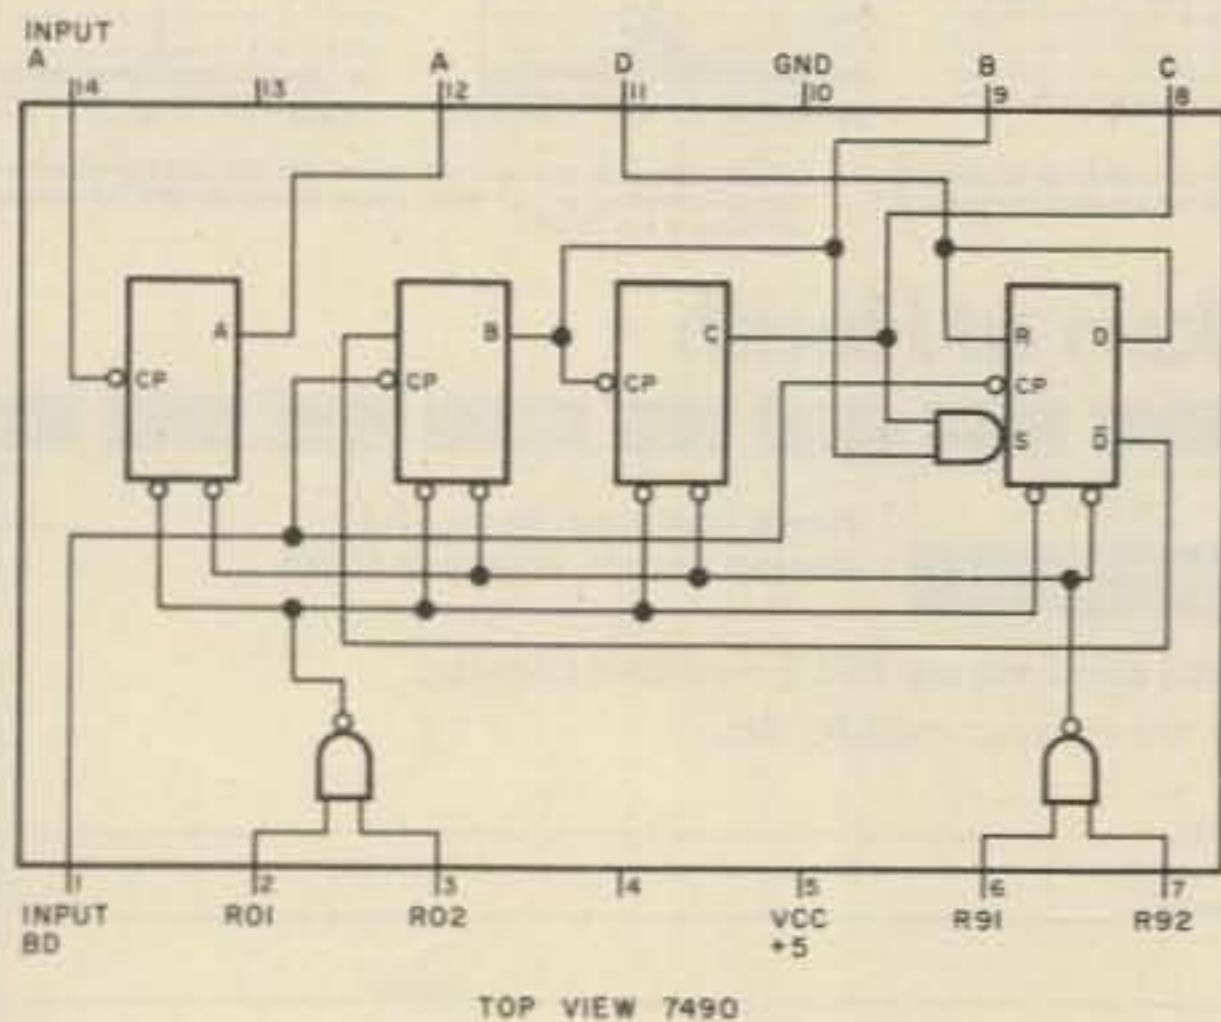 INPUT
A A D GND B C
14 13 12 11 10 9 8
A B C R D
CP CP CP CP
S D̅
1 2 3 4 5 6 7
INPUT R01 R02 VCC R91 R92
BD +5
TOP VIEW 7490